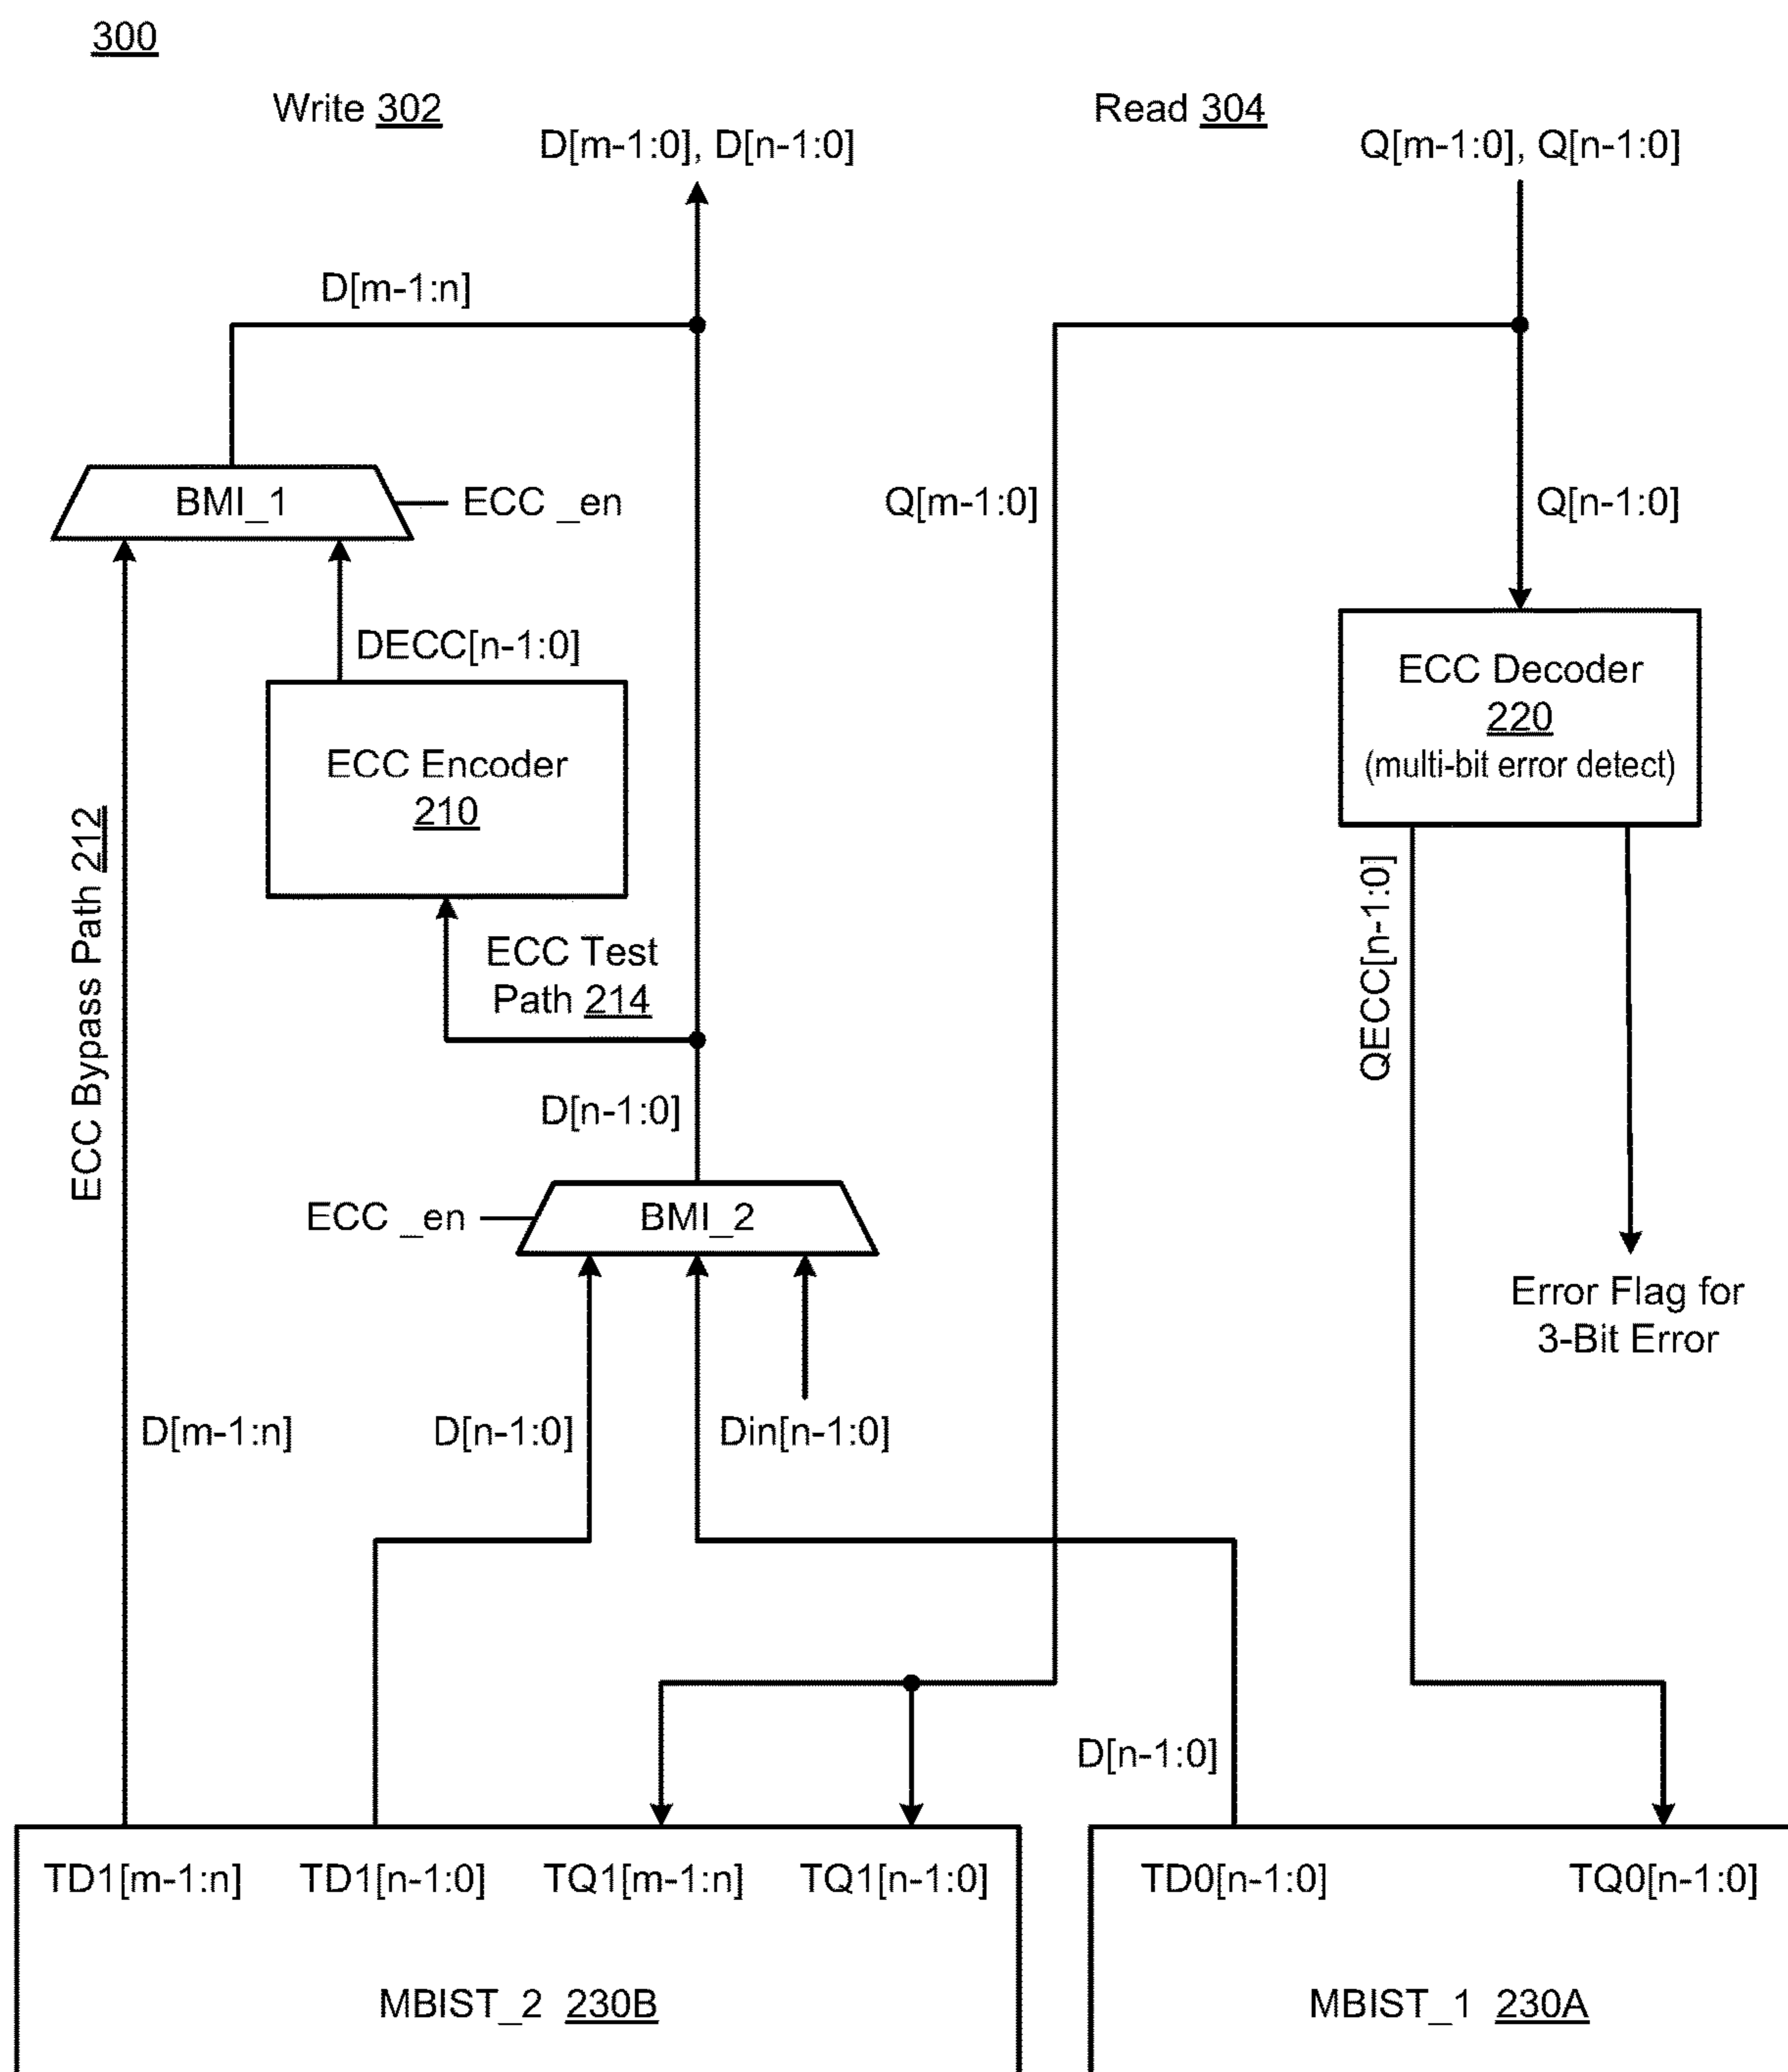 300
Write 302
Read 304
D[m-1:0], D[n-1:0]
Q[m-1:0], Q[n-1:0]
D[m-1:n]
BMI_1
ECC _en
Q[m-1:0]
Q[n-1:0]
DECC[n-1:0]
ECC Decoder
220
(multi-bit error detect)
ECC Encoder
210
ECC Bypass Path 212
QECC[n-1:0]
ECC Test
Path 214
D[n-1:0]
ECC _en
BMI_2
Error Flag for
3-Bit Error
D[m-1:n]
D[n-1:0]
Din[n-1:0]
D[n-1:0]
TD1[m-1:n]
TD1[n-1:0]
TQ1[m-1:n]
TQ1[n-1:0]
TD0[n-1:0]
TQ0[n-1:0]
MBIST_2 230B
MBIST_1 230A